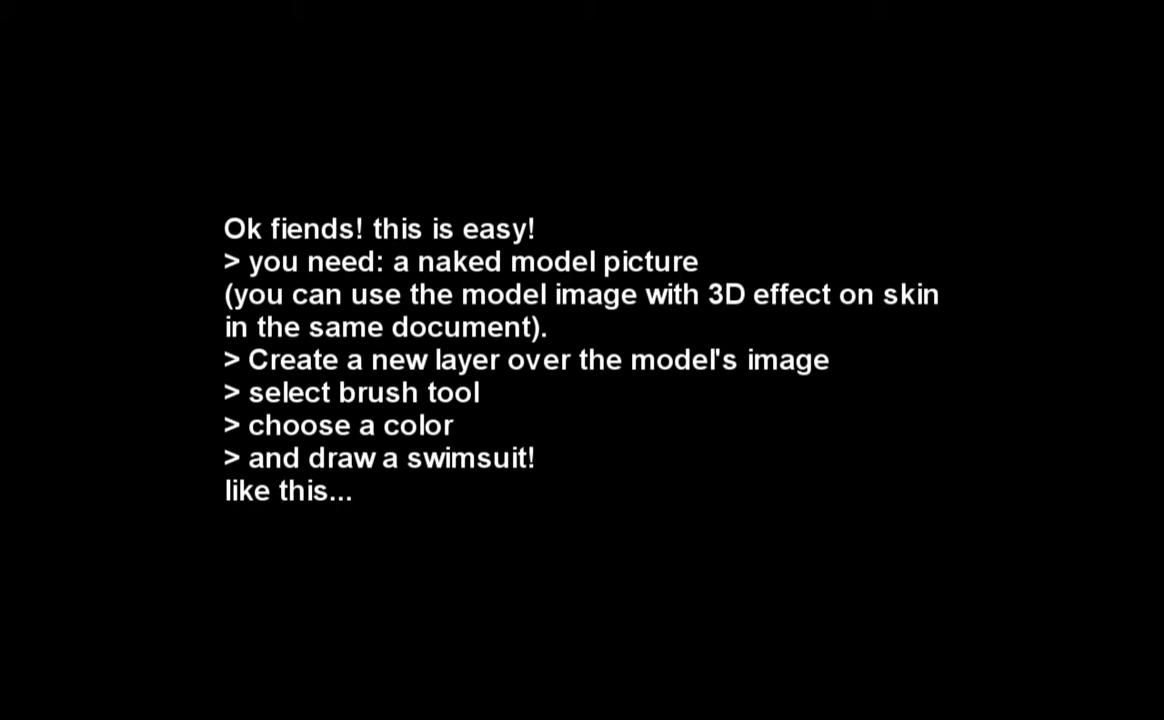 Ok fiends! this is easy!
> you need: a naked model picture
(you can use the model image with 3D effect on skin
in the same document).
> Create a new layer over the model's image
> select brush tool
> choose a color
> and draw a swimsuit!
like this...